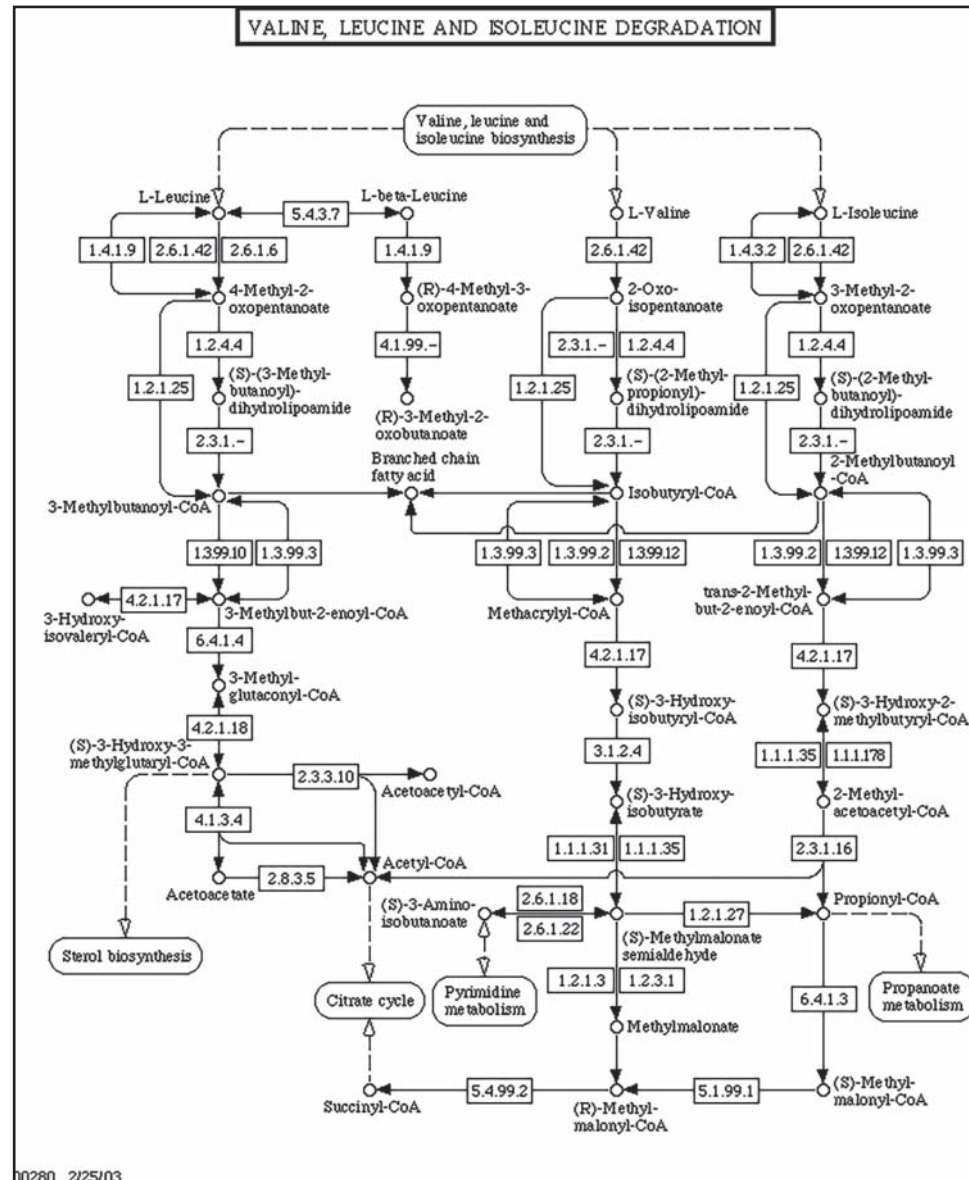 VALINE, LEUCINE AND ISOLEUCINE DEGRADATION
Valine, leucine and
isoleucine biosynthesis
L-Leucine
5.4.3.7
L-beta-Leucine
L-Valine
L-Isoleucine
1.4.1.9
2.6.1.42
2.6.1.6
1.4.1.9
2.6.1.42
1.4.3.2
2.6.1.42
4-Methyl-2-
oxopentanoate
(R)-4-Methyl-3-
oxopentanoate
2-Oxo-
isopentanoate
3-Methyl-2-
oxopentanoate
1.2.4.4
4.1.99.-
2.3.1.-
1.2.4.4
1.2.4.4
1.2.1.25
(S)-(3-Methyl-
butanoyl)-
dihydrolipoamide
(R)-3-Methyl-2-
oxobutanoate
1.2.1.25
(S)-(2-Methyl-
propionyl)-
dihydrolipoamide
1.2.1.25
(S)-(2-Methyl-
butanoyl)-
dihydrolipoamide
2.3.1.-
2.3.1.-
2.3.1.-
Branched chain
fatty acid
3-Methylbutanoyl-CoA
Isobutyryl-CoA
2-Methylbutanoyl
-CoA
1.3.99.10
1.3.99.3
1.3.99.3
1.3.99.2
1.3.99.12
1.3.99.2
1.3.99.12
1.3.99.3
4.2.1.17
3-Hydroxy-
isovaleryl-CoA
3-Methylbut-2-enoyl-CoA
Methacrylyl-CoA
trans-2-Methyl-
but-2-enoyl-CoA
6.4.1.4
4.2.1.17
4.2.1.17
3-Methyl-
glutaconyl-CoA
(S)-3-Hydroxy-
isobutyryl-CoA
(S)-3-Hydroxy-2-
methylbutyryl-CoA
4.2.1.18
3.1.2.4
1.1.1.35
1.1.1.178
(S)-3-Hydroxy-3-
methylglutaryl-CoA
2.3.3.10
Acetoacetyl-CoA
(S)-3-Hydroxy-
isobutyrate
2-Methyl-
acetoacetyl-CoA
4.1.3.4
1.1.1.31
1.1.1.35
2.3.1.16
Acetoacetate
2.8.3.5
Acetyl-CoA
Propionyl-CoA
(S)-3-Amino-
isobutanoate
2.6.1.18
2.6.1.22
1.2.1.27
(S)-Methylmalonate
semialdehyde
Sterol biosynthesis
Citrate cycle
Pyrimidine
metabolism
1.2.1.3
1.2.3.1
6.4.1.3
Propanoate
metabolism
Methylmalonate
Succinyl-CoA
5.4.99.2
(R)-Methyl-
malonyl-CoA
5.1.99.1
(S)-Methyl-
malonyl-CoA
00280 2/25/03